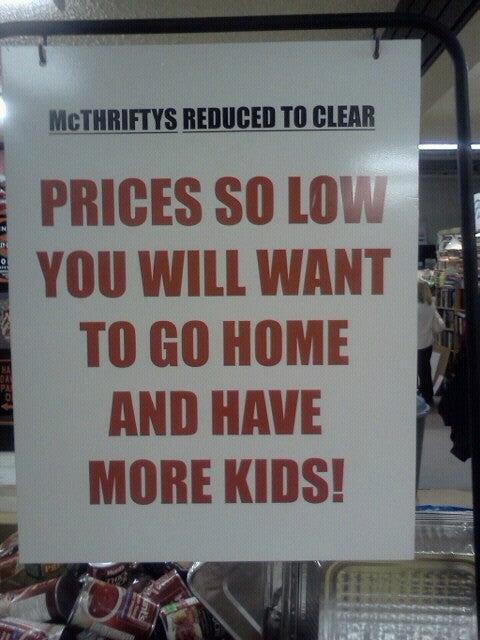 McTHRIFTYS REDUCED TO CLEAR
PRICES SO LOW
YOU WILL WANT
TO GO HOME
AND HAVE
MORE KIDS!